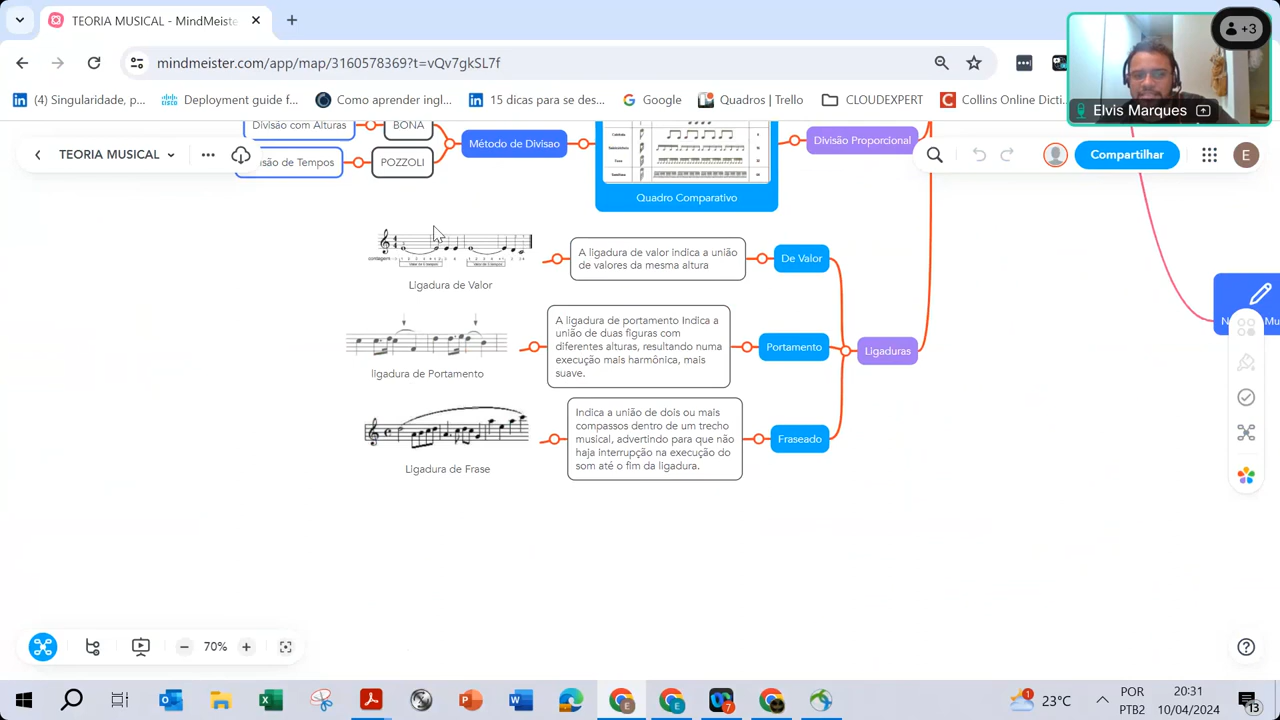 TEORIA MUSICAL - MindMeiste
+3
mindmeister.com/app/map/3160578369?t=vQv7gkSL7f
(4) Singularidade, p...
Deployment guide f...
Como aprender ingl...
15 dicas para se des...
Google
Quadros | Trello
CLOUDEXPERT
Collins Online Dicti...
Elvis Marques
Divisão com Alturas
BONA
Método de Divisao
Divisão Proporcional
TEORIA MUSICAL
isão de Tempos
POZZOLI
Compartilhar
E
Quadro Comparativo
A ligadura de valor indica a união
de valores da mesma altura
De Valor
Ligadura de Valor
A ligadura de portamento Indica a
união de duas figuras com
diferentes alturas, resultando numa
execução mais harmônica, mais
suave.
Portamento
Ligaduras
ligadura de Portamento
Indica a união de dois ou mais
compassos dentro de um trecho
musical, advertindo para que não
haja interrupção na execução do
som até o fim da ligadura.
Fraseado
Ligadura de Frase
70%
23°C
POR
PTB2
20:31
10/04/2024
13